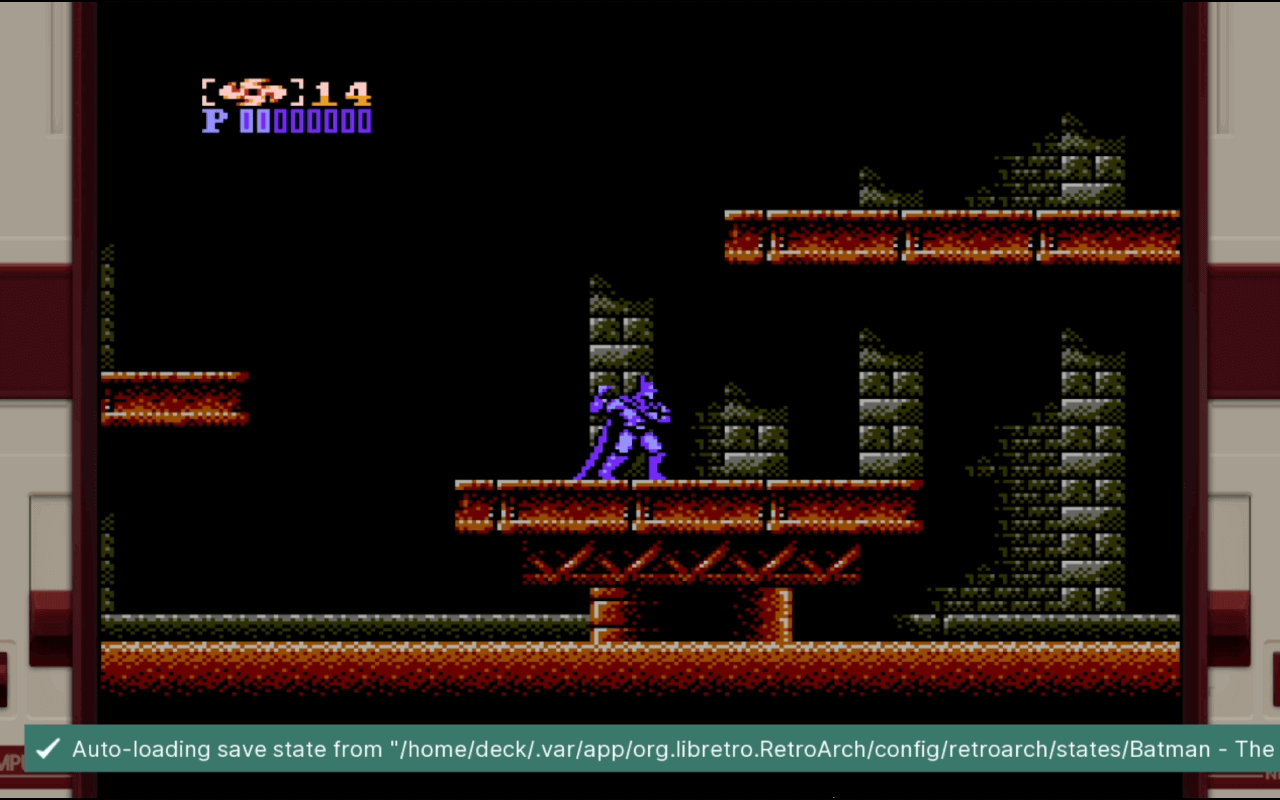 [ ]14
P
Auto-loading save state from "/home/deck/.var/app/org.libretro.RetroArch/config/retroarch/states/Batman - The